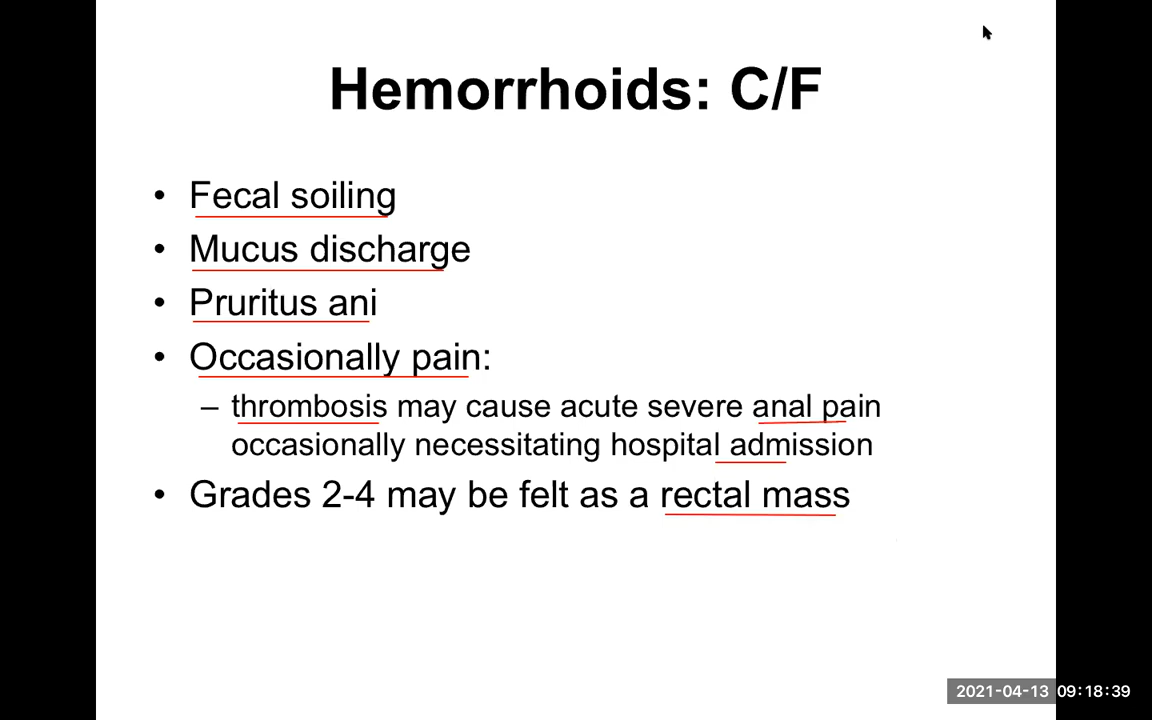 Hemorrhoids: C/F
• Fecal soiling
• Mucus discharge
• Pruritus ani
• Occasionally pain:
– thrombosis may cause acute severe anal pain
occasionally necessitating hospital admission
• Grades 2-4 may be felt as a rectal mass
2021-04-13 09:18:39